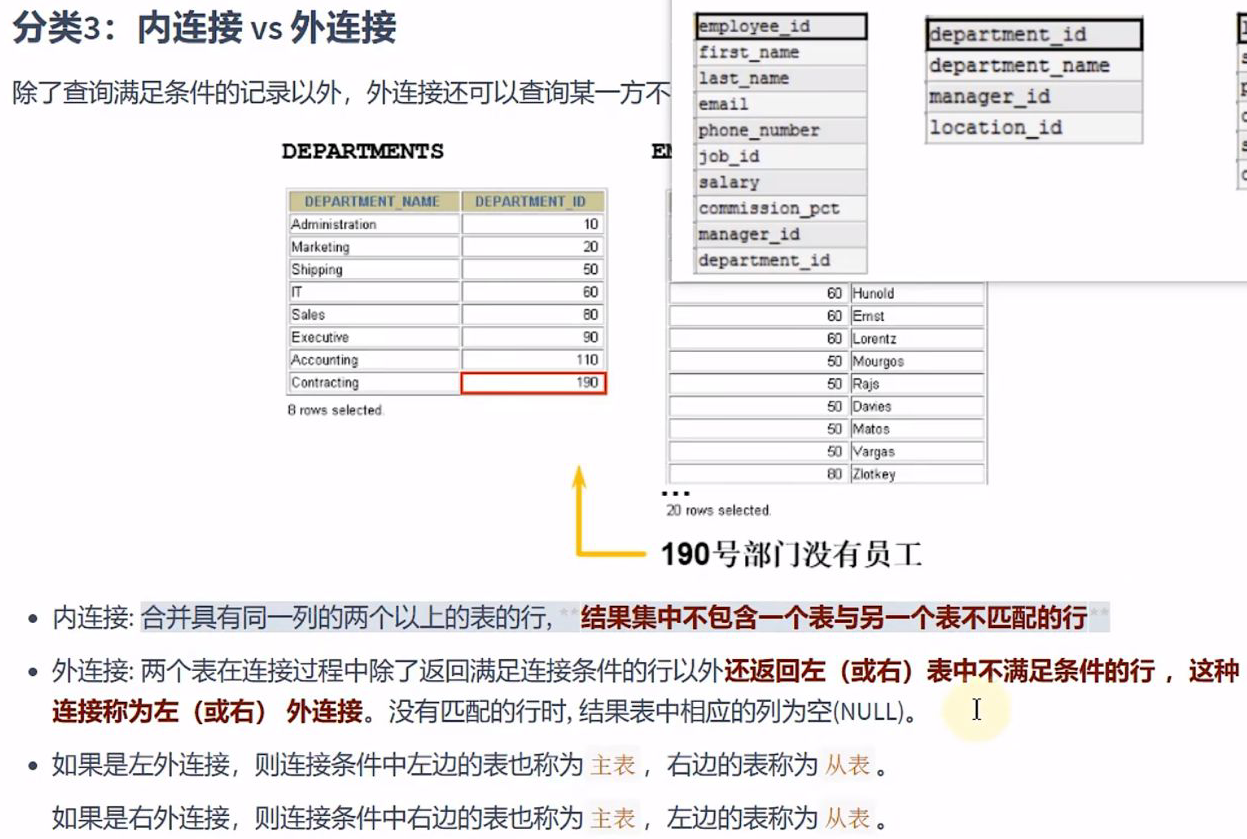 分类3：内连接 vs 外连接
除了查询满足条件的记录以外，外连接还可以查询某一方不
employee_id
first_name
last_name
email
phone_number
job_id
salary
commission_pct
manager_id
department_id
department_id
department_name
manager_id
location_id
DEPARTMENTS
DEPARTMENT_NAME DEPARTMENT_ID
Administration 10
Marketing 20
Shipping 50
IT 60
Sales 80
Executive 90
Accounting 110
Contracting 190
8 rows selected.
60 Hunold
60 Ernst
60 Lorentz
50 Mourgos
50 Rajs
50 Davies
50 Matos
50 Vargas
80 Zlotkey
...
20 rows selected.
190号部门没有员工
• 内连接: 合并具有同一列的两个以上的表的行, **结果集中不包含一个表与另一个表不匹配的行**
• 外连接: 两个表在连接过程中除了返回满足连接条件的行以外还返回左（或右）表中不满足条件的行 ，这种
连接称为左（或右） 外连接。没有匹配的行时, 结果表中相应的列为空(NULL)。
• 如果是左外连接，则连接条件中左边的表也称为 主表 ，右边的表称为 从表 。
如果是右外连接，则连接条件中右边的表也称为 主表 ，左边的表称为 从表 。